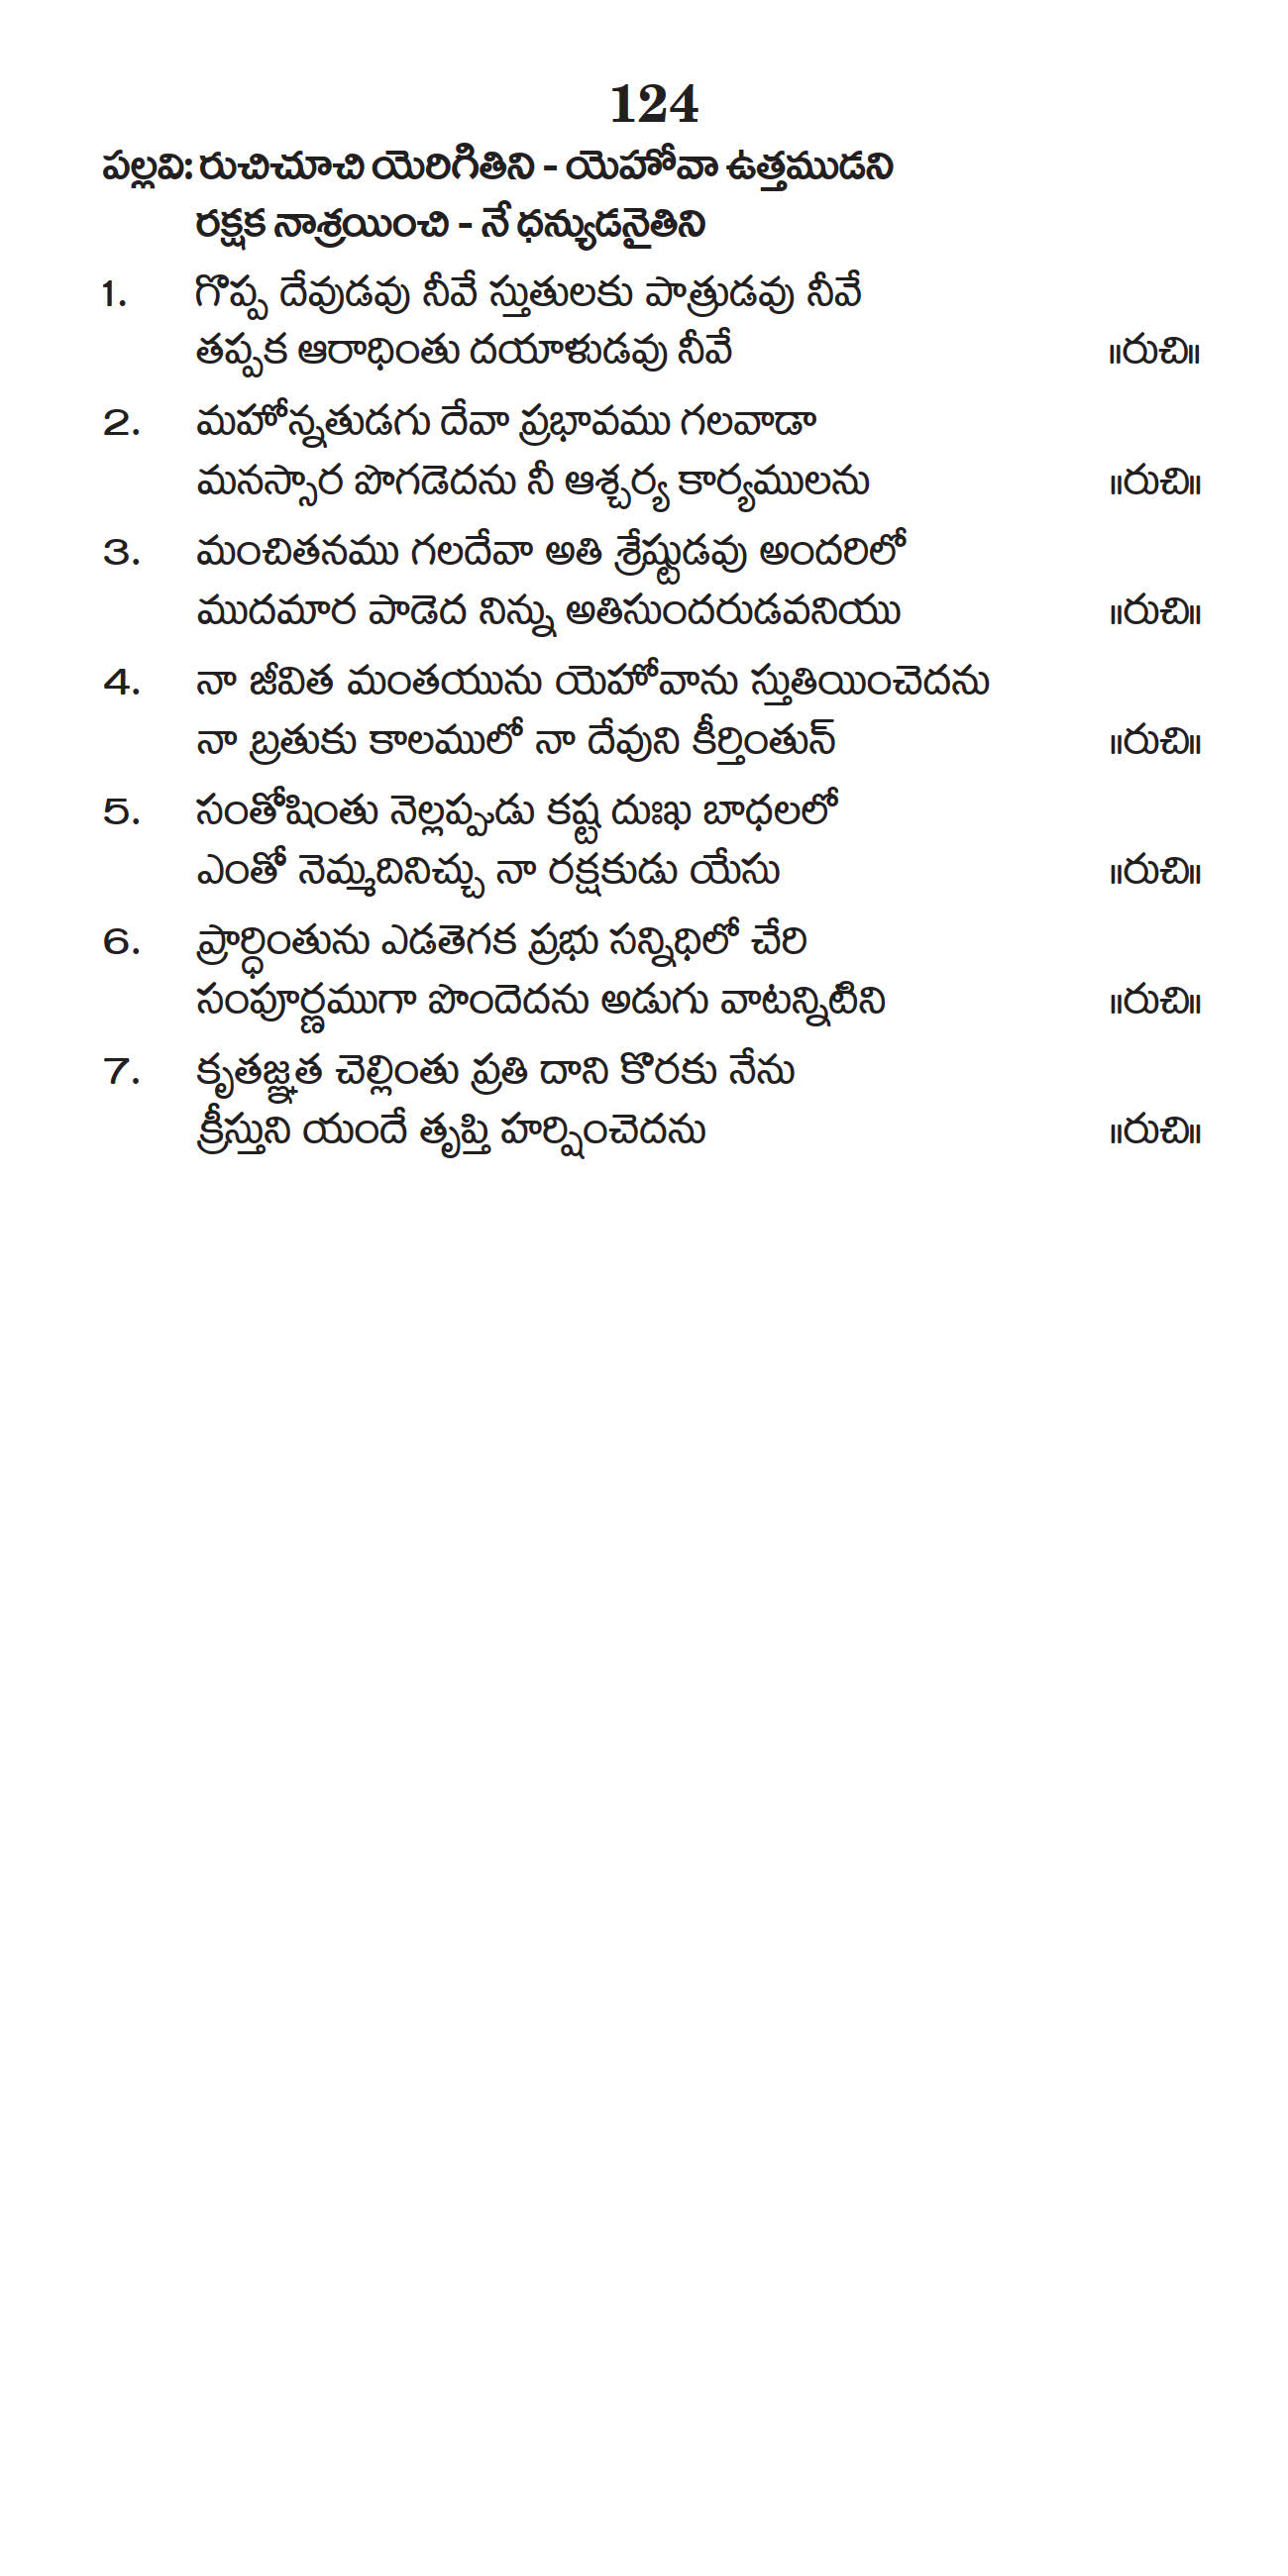 124
పల్లవి: రుచిచూచి యెరిగితిని - యెహోవా ఉత్తముడని
రక్షక నాశ్రయించి - నే ధన్యుడనైతిని
1. గొప్ప దేవుడవు నీవే స్తుతులకు పాత్రుడవు నీవే
తప్పక ఆరాధింతు దయాళుడవు నీవే ॥రుచి॥
2. మహోన్నతుడగు దేవా ప్రభావము గలవాడా
మనస్సార పొగడెదను నీ ఆశ్చర్య కార్యములను ॥రుచి॥
3. మంచితనము గలదేవా అతి శ్రేష్టుడవు అందరిలో
ముదమార పాడెద నిన్ను అతిసుందరుడవనియు ॥రుచి॥
4. నా జీవిత మంతయును యెహోవాను స్తుతియించెదను
నా బ్రతుకు కాలములో నా దేవుని కీర్తింతున్ ॥రుచి॥
5. సంతోషింతు నెల్లప్పుడు కష్ట దుఃఖ బాధలలో
ఎంతో నెమ్మదినిచ్చు నా రక్షకుడు యేసు ॥రుచి॥
6. ప్రార్ధింతును ఎడతెగక ప్రభు సన్నిధిలో చేరి
సంపూర్ణముగా పొందెదను అడుగు వాటన్నిటిని ॥రుచి॥
7. కృతజ్ఞత చెల్లింతు ప్రతి దాని కొరకు నేను
క్రీస్తుని యందే తృప్తి హర్షించెదను ॥రుచి॥